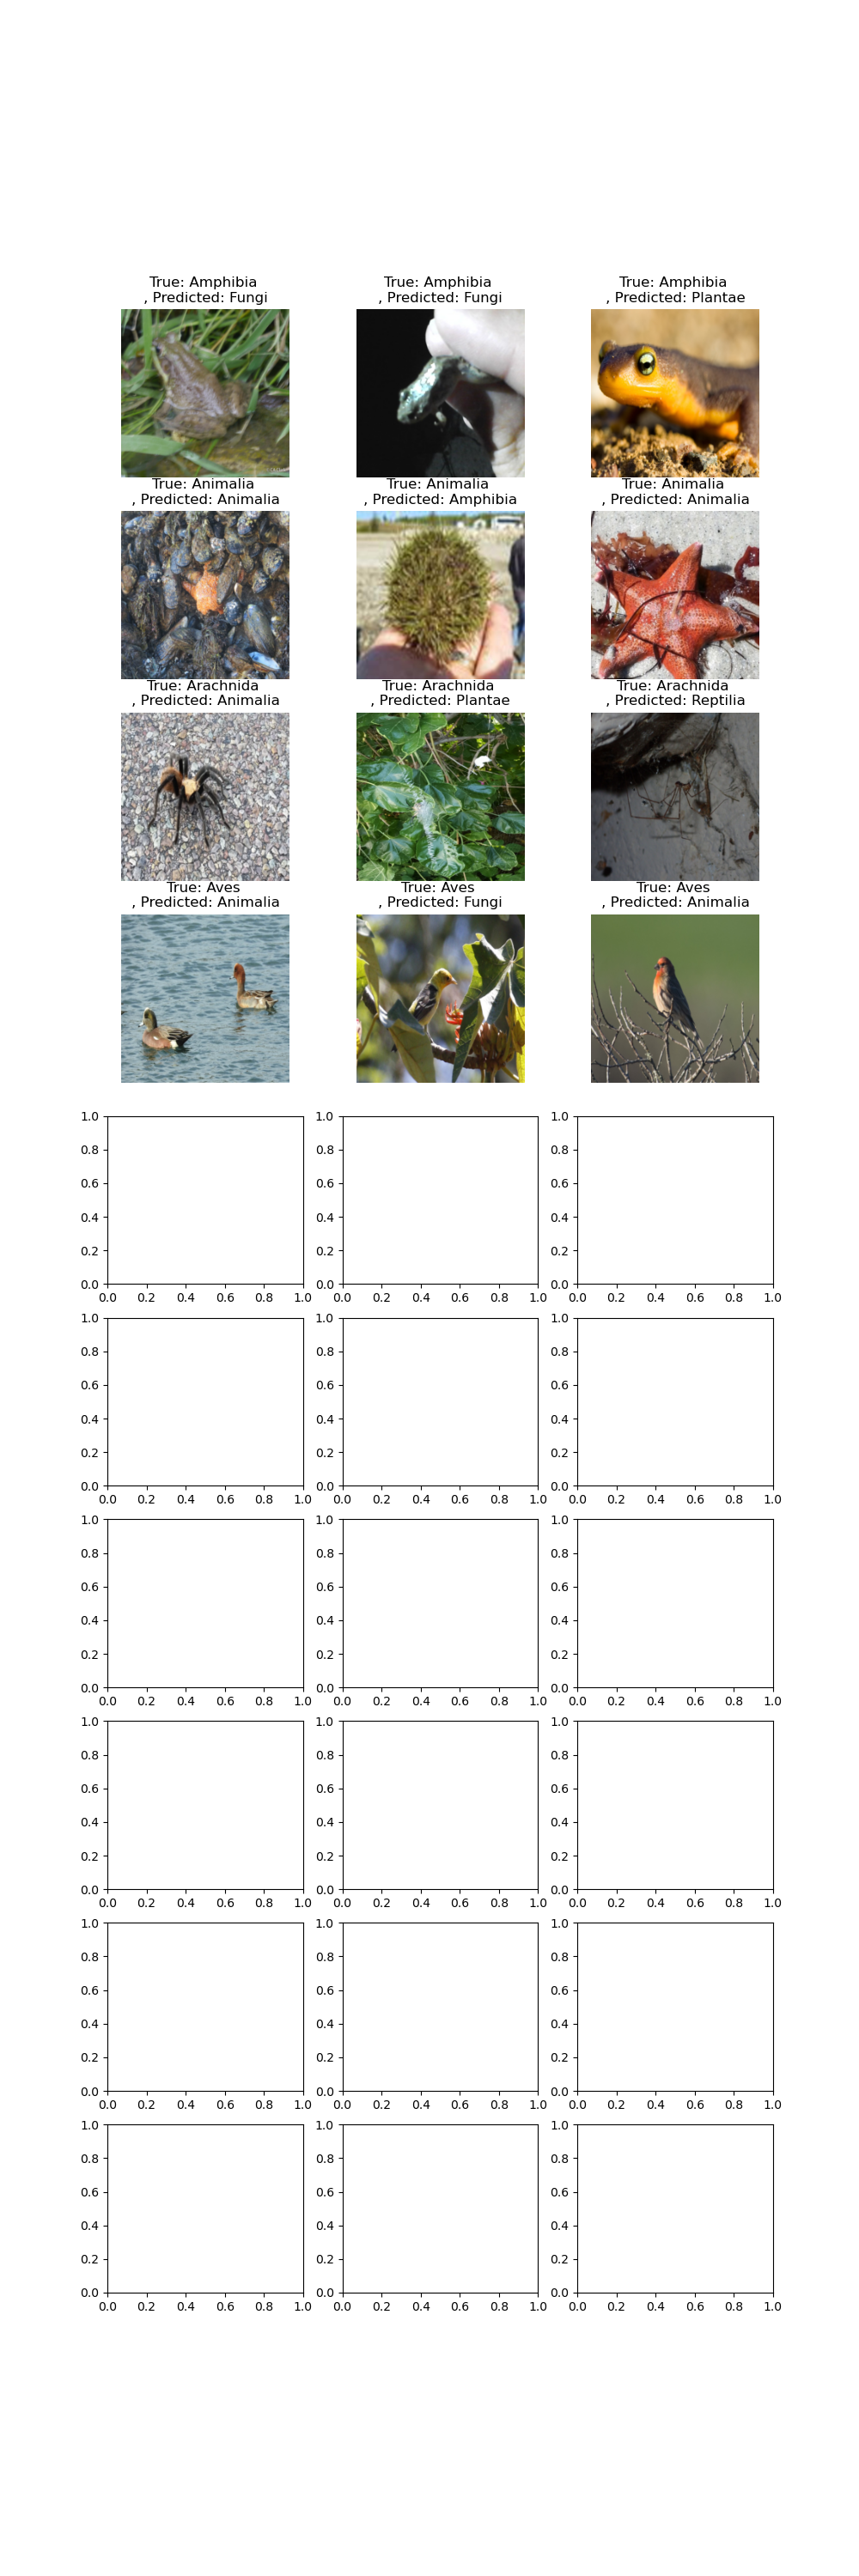 True: Amphibia
, Predicted: Fungi
True: Amphibia
, Predicted: Fungi
True: Amphibia
, Predicted: Plantae
True: Animalia
, Predicted: Animalia
True: Animalia
, Predicted: Amphibia
True: Animalia
, Predicted: Animalia
True: Arachnida
, Predicted: Animalia
True: Arachnida
, Predicted: Plantae
True: Arachnida
, Predicted: Reptilia
True: Aves
, Predicted: Animalia
True: Aves
, Predicted: Fungi
True: Aves
, Predicted: Animalia
1.0 1.0 1.0
0.8 0.8 0.8
0.6 0.6 0.6
0.4 0.4 0.4
0.2 0.2 0.2
0.0 0.0 0.0
0.0 0.2 0.4 0.6 0.8 1.0 0.0 0.2 0.4 0.6 0.8 1.0 0.0 0.2 0.4 0.6 0.8 1.0
1.0 1.0 1.0
0.8 0.8 0.8
0.6 0.6 0.6
0.4 0.4 0.4
0.2 0.2 0.2
0.0 0.0 0.0
0.0 0.2 0.4 0.6 0.8 1.0 0.0 0.2 0.4 0.6 0.8 1.0 0.0 0.2 0.4 0.6 0.8 1.0
1.0 1.0 1.0
0.8 0.8 0.8
0.6 0.6 0.6
0.4 0.4 0.4
0.2 0.2 0.2
0.0 0.0 0.0
0.0 0.2 0.4 0.6 0.8 1.0 0.0 0.2 0.4 0.6 0.8 1.0 0.0 0.2 0.4 0.6 0.8 1.0
1.0 1.0 1.0
0.8 0.8 0.8
0.6 0.6 0.6
0.4 0.4 0.4
0.2 0.2 0.2
0.0 0.0 0.0
0.0 0.2 0.4 0.6 0.8 1.0 0.0 0.2 0.4 0.6 0.8 1.0 0.0 0.2 0.4 0.6 0.8 1.0
1.0 1.0 1.0
0.8 0.8 0.8
0.6 0.6 0.6
0.4 0.4 0.4
0.2 0.2 0.2
0.0 0.0 0.0
0.0 0.2 0.4 0.6 0.8 1.0 0.0 0.2 0.4 0.6 0.8 1.0 0.0 0.2 0.4 0.6 0.8 1.0
1.0 1.0 1.0
0.8 0.8 0.8
0.6 0.6 0.6
0.4 0.4 0.4
0.2 0.2 0.2
0.0 0.0 0.0
0.0 0.2 0.4 0.6 0.8 1.0 0.0 0.2 0.4 0.6 0.8 1.0 0.0 0.2 0.4 0.6 0.8 1.0